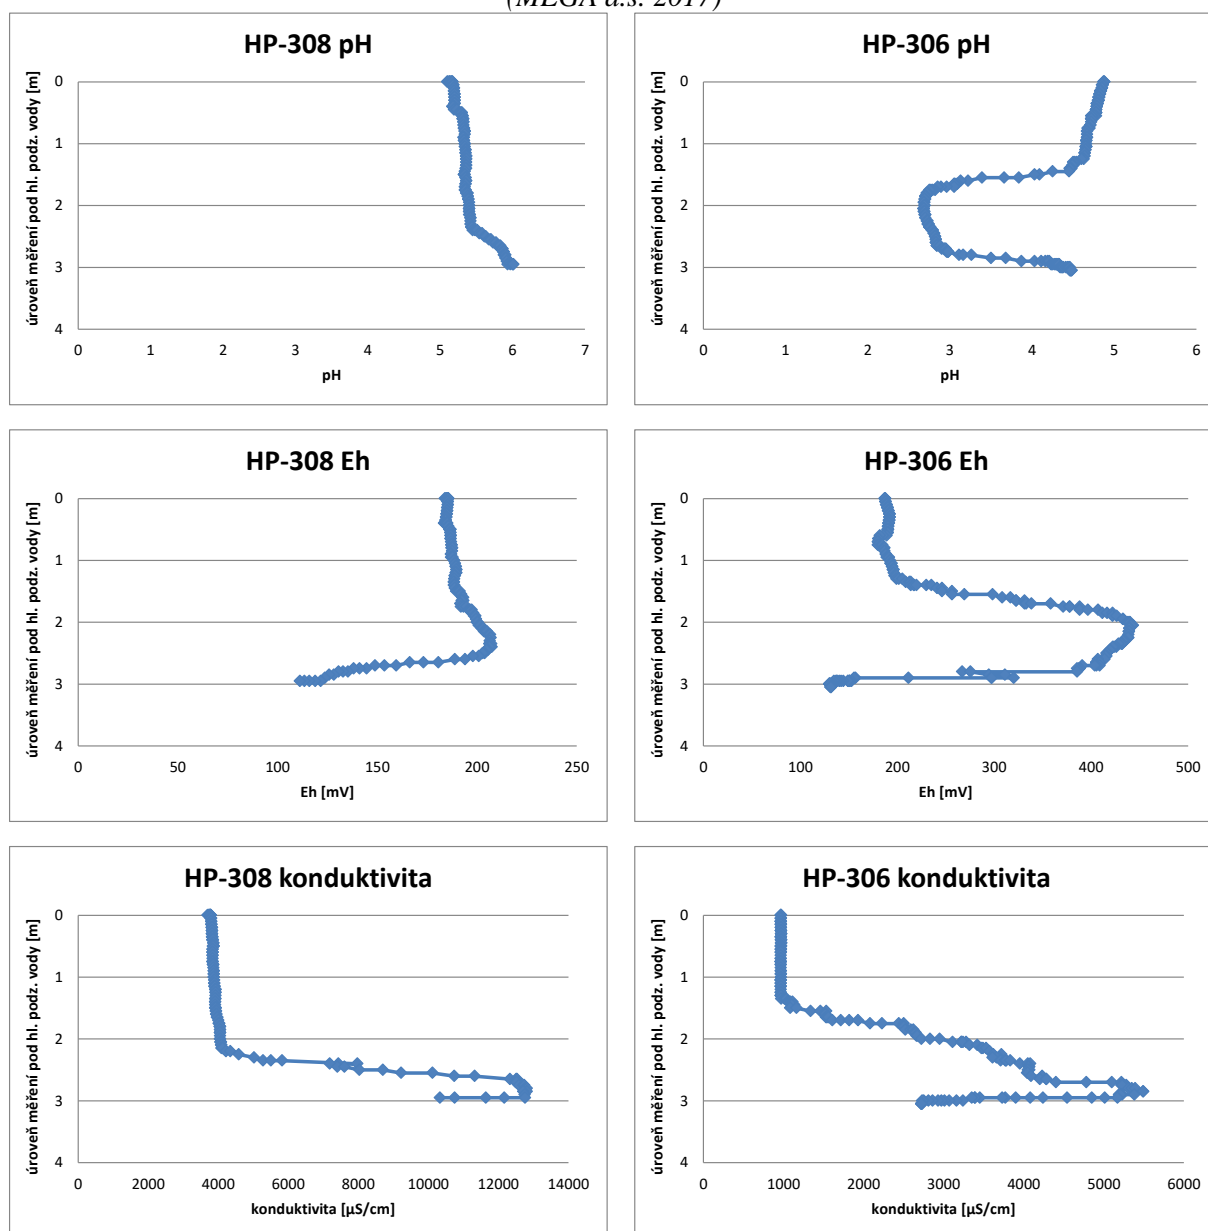 (MEGA a.s. 2017)
HP-308 pH
úroveň měření pod hl. podz. vody [m]
0
1
2
3
4
0 1 2 3 4 5 6 7
pH
HP-306 pH
úroveň měření pod hl. podz. vody [m]
0
1
2
3
4
0 1 2 3 4 5 6
pH
HP-308 Eh
úroveň měření pod hl. podz. vody [m]
0
1
2
3
4
0 50 100 150 200 250
Eh [mV]
HP-306 Eh
úroveň měření pod hl. podz. vody [m]
0
1
2
3
4
0 100 200 300 400 500
Eh [mV]
HP-308 konduktivita
úroveň měření pod hl. podz. vody [m]
0
1
2
3
4
0 2000 4000 6000 8000 10000 12000 14000
konduktivita [µS/cm]
HP-306 konduktivita
úroveň měření pod hl. podz. vody [m]
0
1
2
3
4
0 1000 2000 3000 4000 5000 6000
konduktivita [µS/cm]